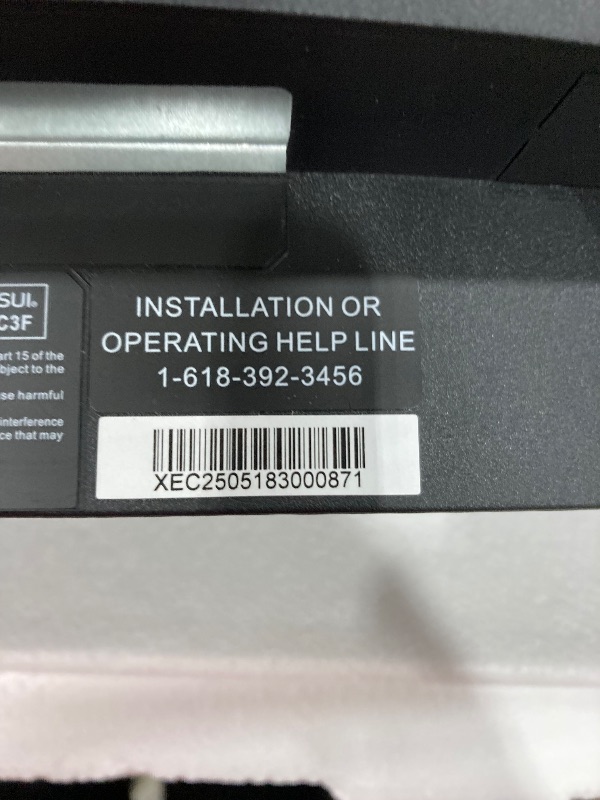 SUI®
C3F
art 15 of the
bject to the
se harmful
interference
ce that may
INSTALLATION OR
OPERATING HELP LINE
1-618-392-3456
XEC2505183000871